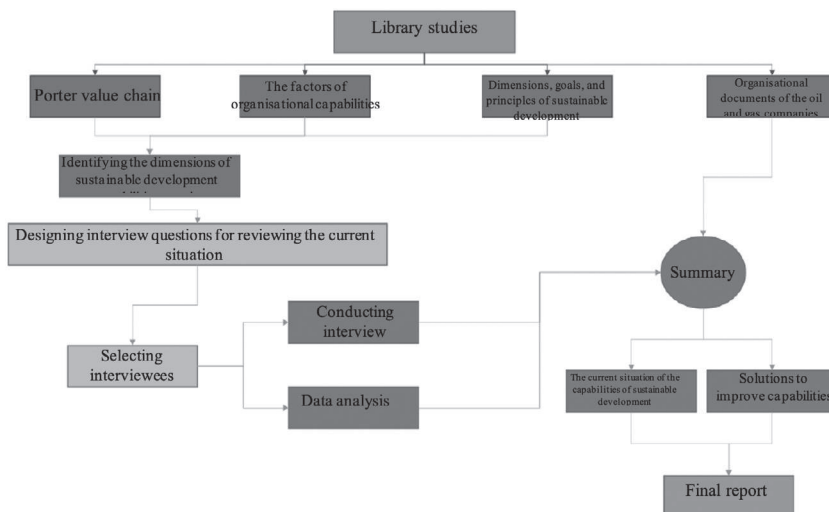 Library studies
Porter value chain
The factors of
organisational capabilities
Dimensions, goals, and
principles of sustainable
development
Organisational
documents of the oil
and gas companies
Identifying the dimensions of
sustainable development
Designing interview questions for reviewing the current
situation
Summary
Conducting
interview
Selecting
interviewees
Data analysis
The current situation of the
capabilities of sustainable
development
Solutions to
improve capabilities
Final report